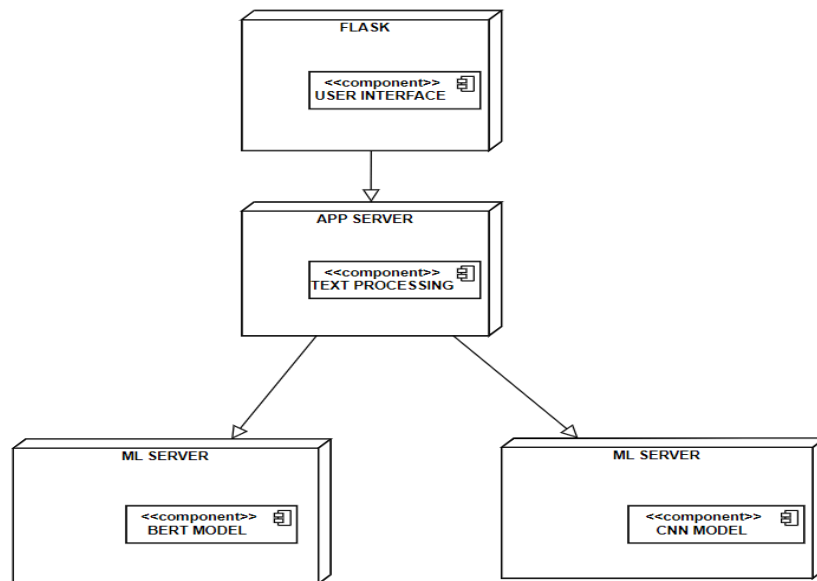 FLASK
<<component>>
USER INTERFACE
APP SERVER
<<component>>
TEXT PROCESSING
ML SERVER
<<component>>
BERT MODEL
ML SERVER
<<component>>
CNN MODEL